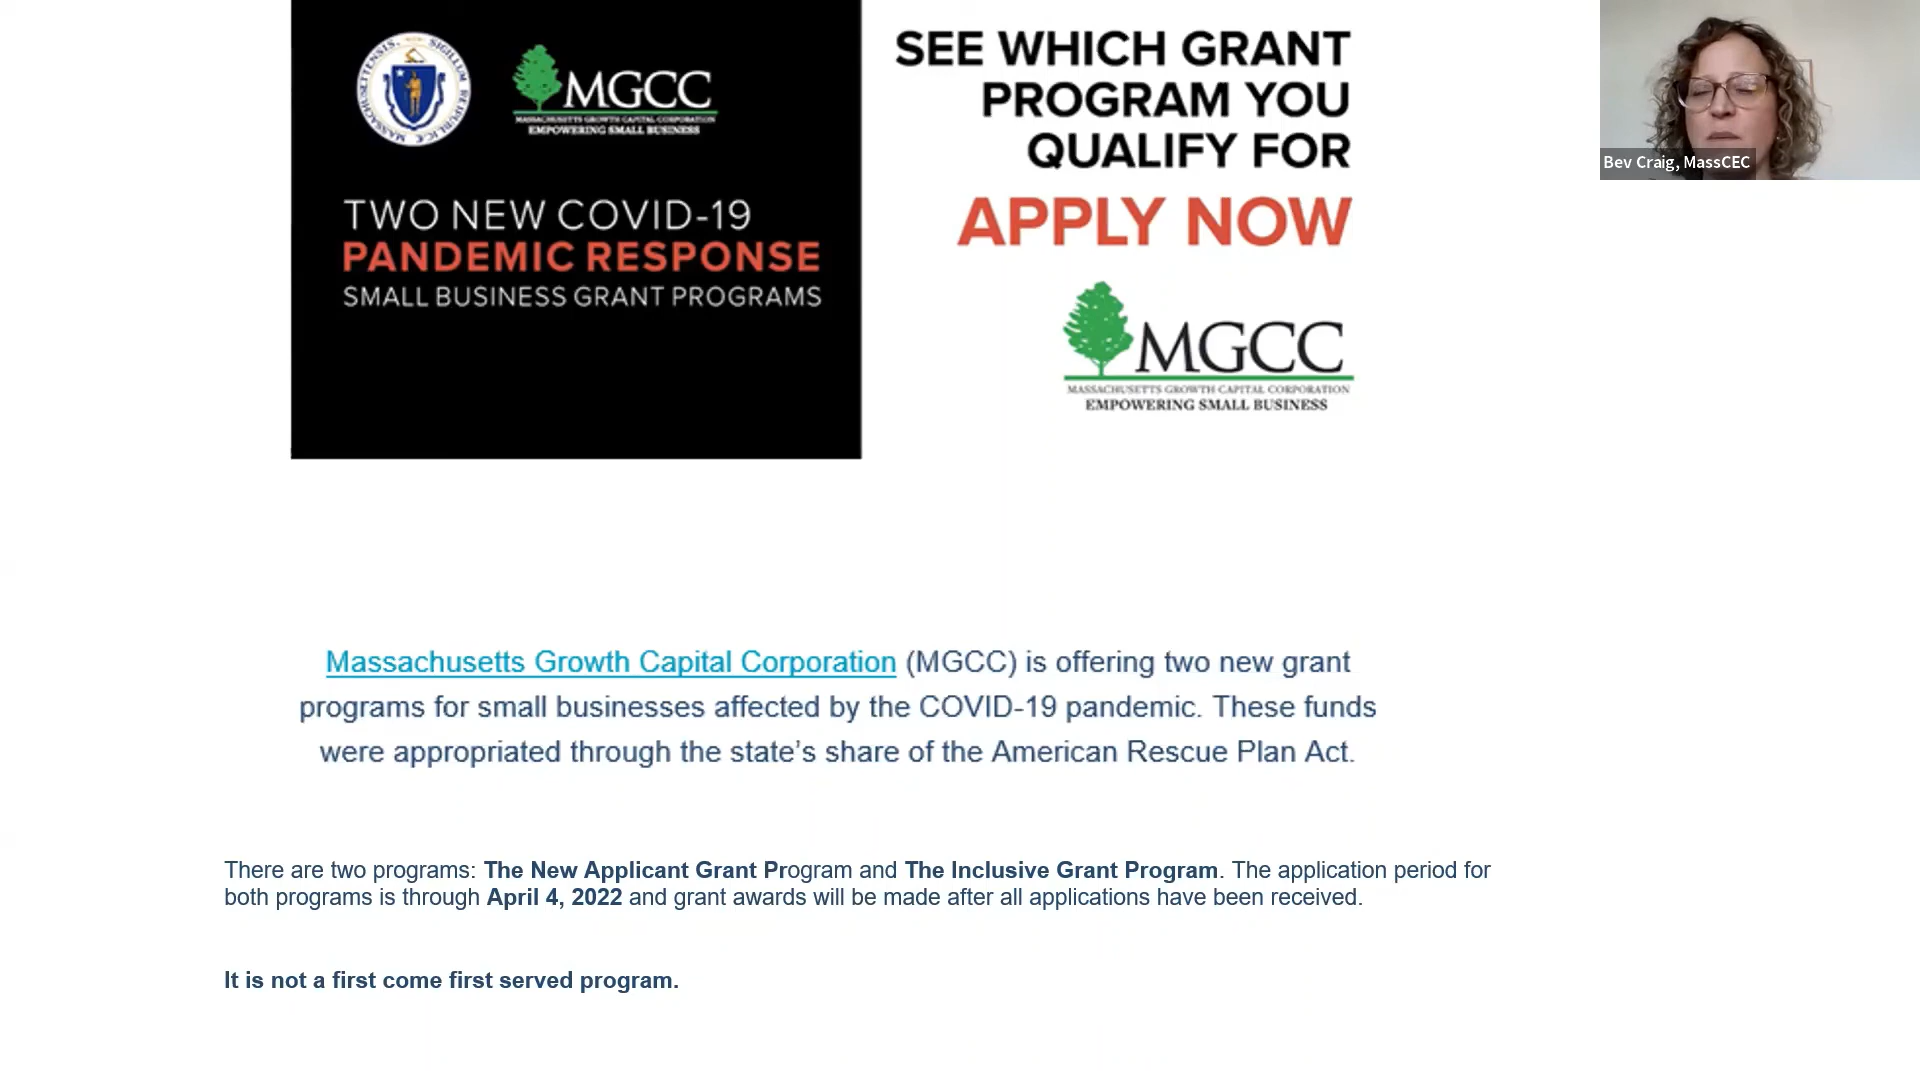 MASSACHUSETTENSIS. SIGILLUM REIPUBLICÆ
MGCC
MASSACHUSETTS GROWTH CAPITAL CORPORATION
EMPOWERING SMALL BUSINESS
TWO NEW COVID-19
PANDEMIC RESPONSE
SMALL BUSINESS GRANT PROGRAMS
SEE WHICH GRANT
PROGRAM YOU
QUALIFY FOR
APPLY NOW
MGCC
MASSACHUSETTS GROWTH CAPITAL CORPORATION
EMPOWERING SMALL BUSINESS
Bev Craig, MassCEC
Massachusetts Growth Capital Corporation (MGCC) is offering two new grant
programs for small businesses affected by the COVID-19 pandemic. These funds
were appropriated through the state’s share of the American Rescue Plan Act.
There are two programs: The New Applicant Grant Program and The Inclusive Grant Program. The application period for
both programs is through April 4, 2022 and grant awards will be made after all applications have been received.
It is not a first come first served program.